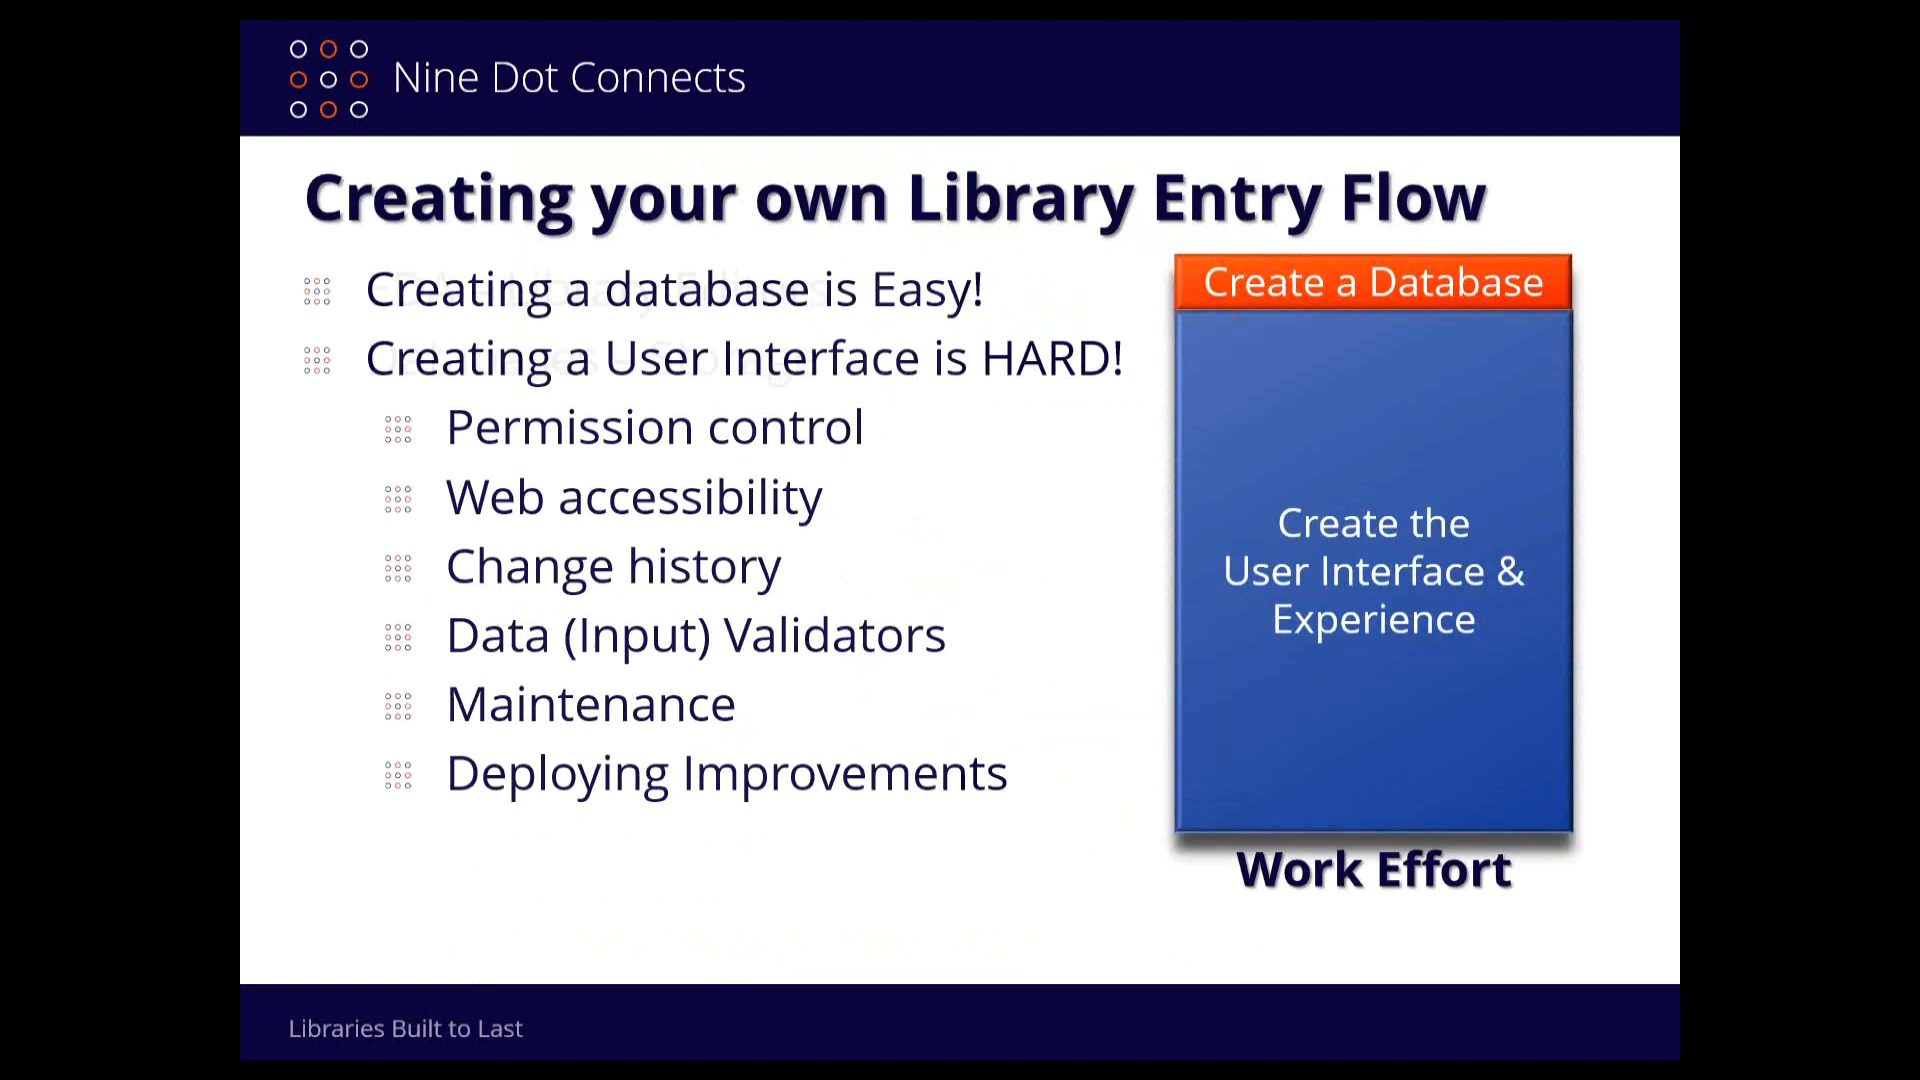 Nine Dot Connects
Creating your own Library Entry Flow
Creating a database is Easy!
Creating a User Interface is HARD!
Permission control
Web accessibility
Change history
Data (Input) Validators
Maintenance
Deploying Improvements
Create a Database
Create the
User Interface &
Experience
Work Effort
Libraries Built to Last